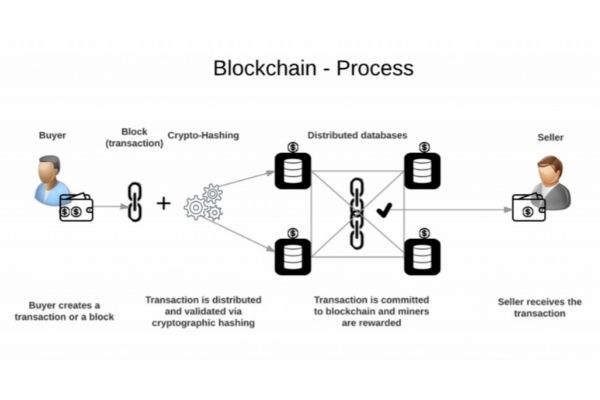 Blockchain - Process
Buyer
Block
(transaction)
Crypto-Hashing
Distributed databases
Seller
$
$
$ $
$
$
$
Buyer creates a
transaction or a block
Transaction is distributed
and validated via
cryptographic hashing
Transaction is committed
to blockchain and miners
are rewarded
Seller receives the
transaction